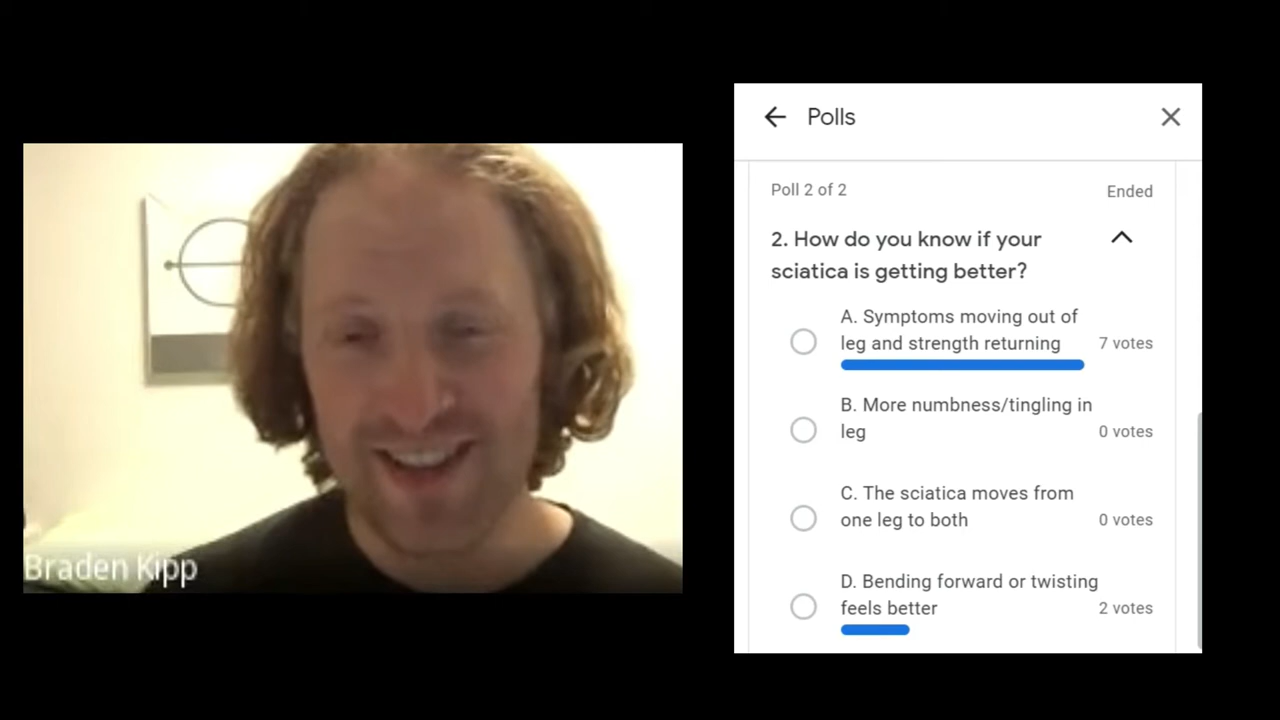 Braden Kipp
Polls
Poll 2 of 2
Ended
2. How do you know if your
sciatica is getting better?
A. Symptoms moving out of
leg and strength returning
7 votes
B. More numbness/tingling in
leg
0 votes
C. The sciatica moves from
one leg to both
0 votes
D. Bending forward or twisting
feels better
2 votes